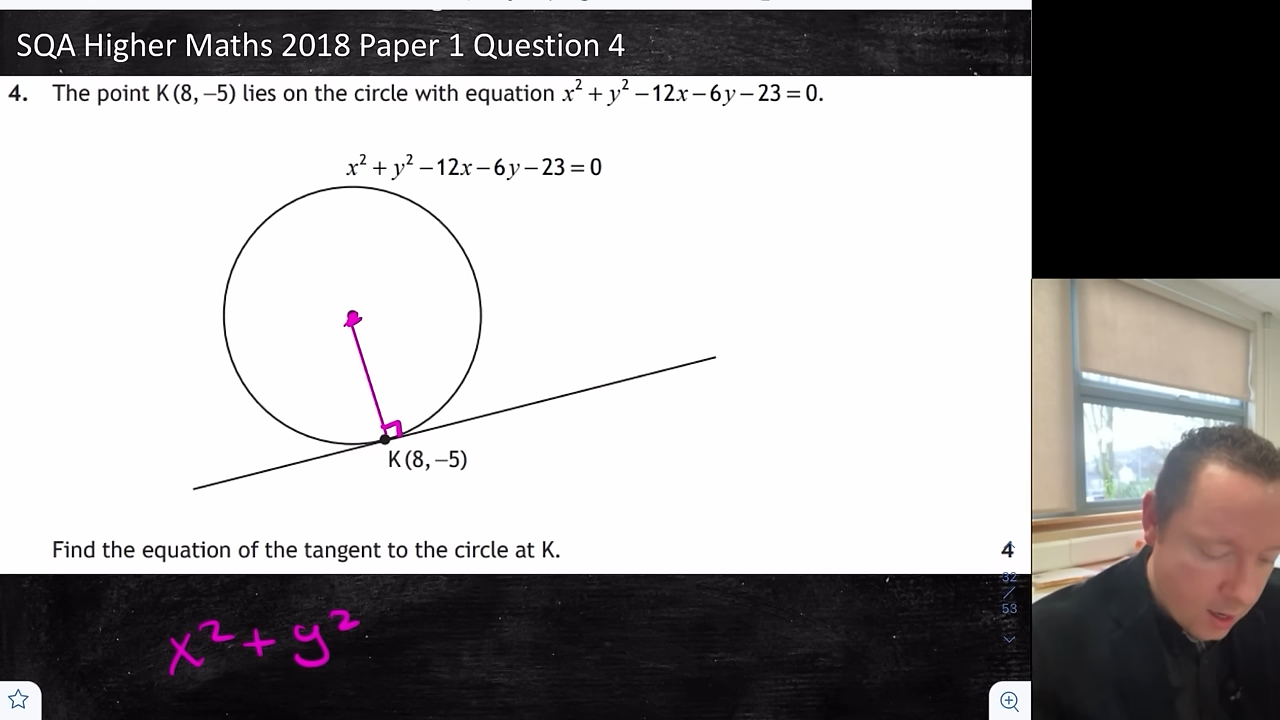 SQA Higher Maths 2018 Paper 1 Question 4
4. The point K(8, −5) lies on the circle with equation x² + y² − 12x − 6y − 23 = 0.
x² + y² − 12x − 6y − 23 = 0
K(8, −5)
Find the equation of the tangent to the circle at K.
4
32
/
53
x² + y²